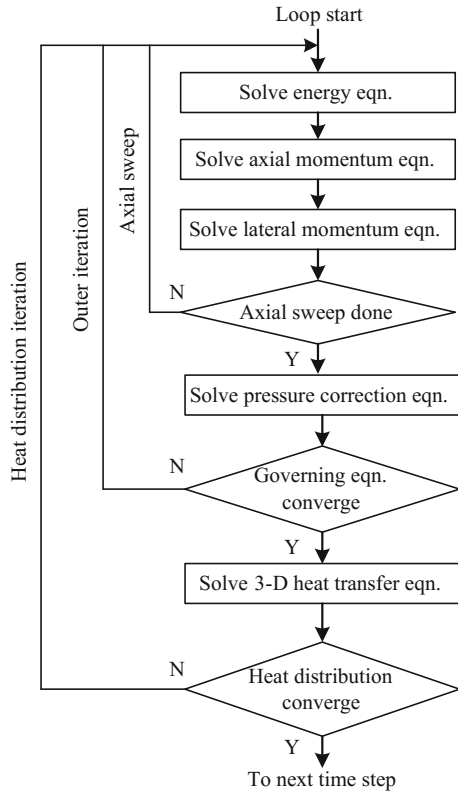 Loop start
Solve energy eqn.
Solve axial momentum eqn.
Solve lateral momentum eqn.
Axial sweep
Outer iteration
Heat distribution iteration
N
Axial sweep done
Y
Solve pressure correction eqn.
N
Governing eqn.
converge
Y
Solve 3-D heat transfer eqn.
N
Heat distribution
converge
Y
To next time step